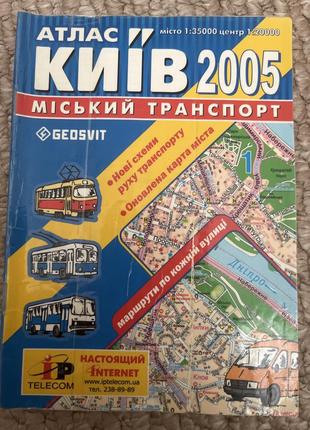 АТЛАС
місто 1:35000 центр 1:20000
КИЇВ 2005
МІСЬКИЙ ТРАНСПОРТ
GEOSVIT
• Нові схеми
руху транспорту
• Оновлена карта міста
1
маршрути по кожній вулиці
Дніпро
ip
TELECOM
НАСТОЯЩИЙ
iNTERNET
www.iptelecom.ua
тел. 238-89-89